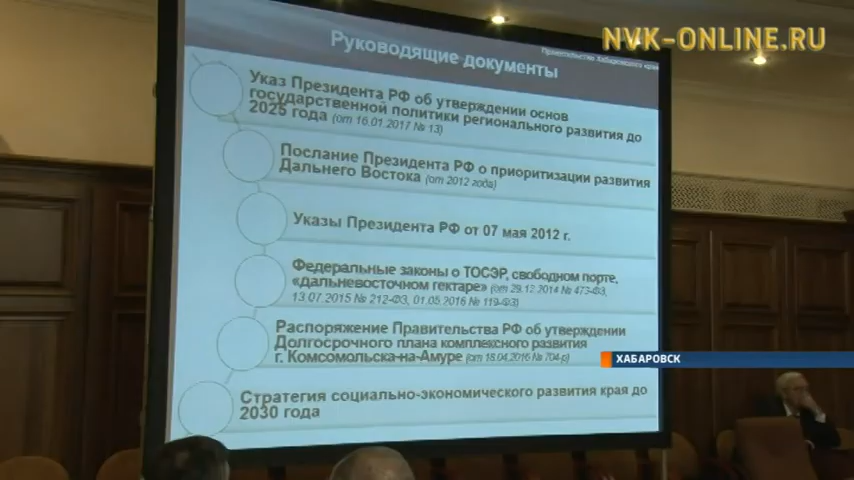 NVK-ONLINE.RU
Правительство Хабаровского края
Руководящие документы
Указ Президента РФ об утверждении основ
государственной политики регионального развития до
2025 года (от 16.01.2017 № 13)
Послание Президента РФ о приоритизации развития
Дальнего Востока (от 2012 года)
Указы Президента РФ от 07 мая 2012 г.
Федеральные законы о ТОСЭР, свободном порте,
«дальневосточном гектаре» (от 29.12.2014 № 473-ФЗ,
13.07.2015 № 212-ФЗ, 01.05.2016 № 119-ФЗ)
Распоряжение Правительства РФ об утверждении
Долгосрочного плана комплексного развития
г. Комсомольска-на-Амуре (от 18.04.2016 № 704-р)
ХАБАРОВСК
Стратегия социально-экономического развития края до
2030 года